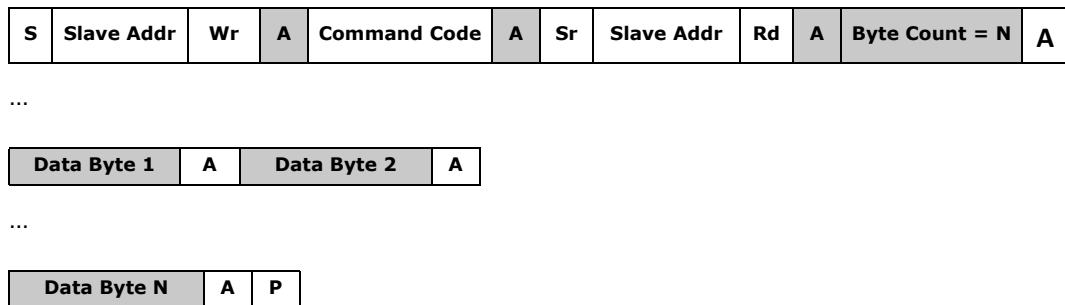 S Slave Addr Wr A Command Code A Sr Slave Addr Rd A Byte Count = N A
...
Data Byte 1 A Data Byte 2 A
...
Data Byte N A P